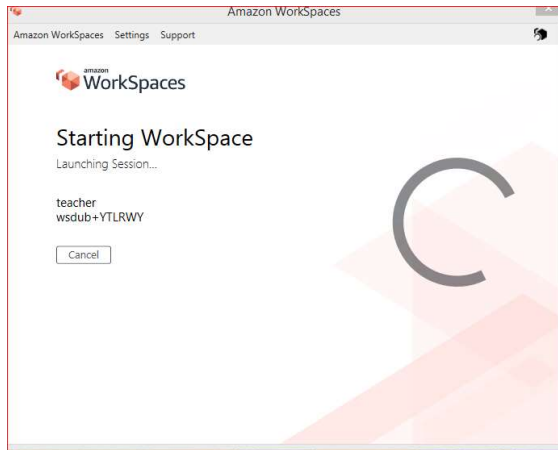 Amazon WorkSpaces
Amazon WorkSpaces Settings Support
amazon
WorkSpaces
Starting WorkSpace
Launching Session...
teacher
wsdub+YTLRWY
Cancel